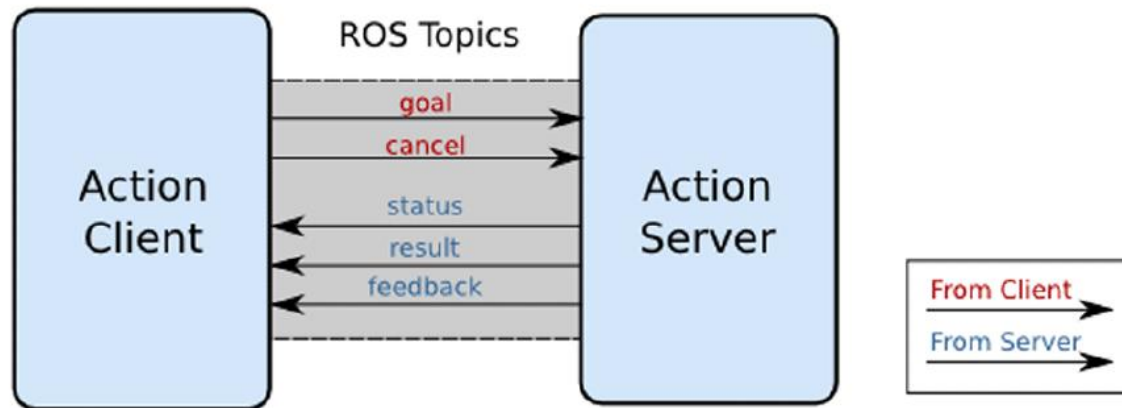 ROS Topics
Action
Client
goal
cancel
status
result
feedback
Action
Server
From Client
From Server